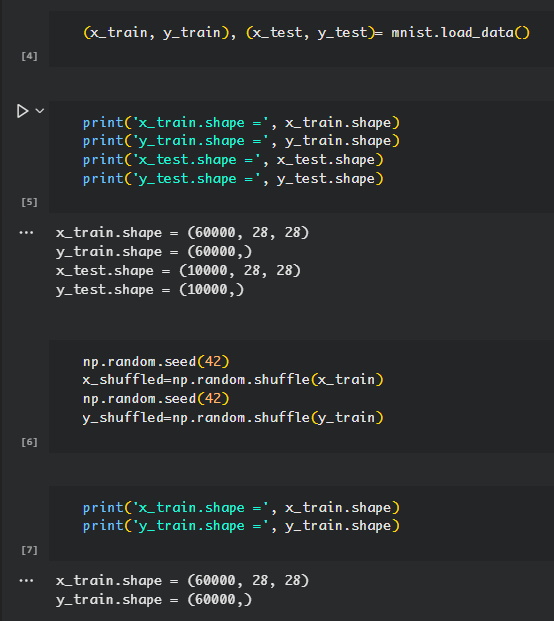 (x_train, y_train), (x_test, y_test)= mnist.load_data()
[4]
print('x_train.shape =', x_train.shape)
print('y_train.shape =', y_train.shape)
print('x_test.shape =', x_test.shape)
print('y_test.shape =', y_test.shape)
[5]
... x_train.shape = (60000, 28, 28)
y_train.shape = (60000,)
x_test.shape = (10000, 28, 28)
y_test.shape = (10000,)
np.random.seed(42)
x_shuffled=np.random.shuffle(x_train)
np.random.seed(42)
y_shuffled=np.random.shuffle(y_train)
[6]
print('x_train.shape =', x_train.shape)
print('y_train.shape =', y_train.shape)
[7]
... x_train.shape = (60000, 28, 28)
y_train.shape = (60000,)